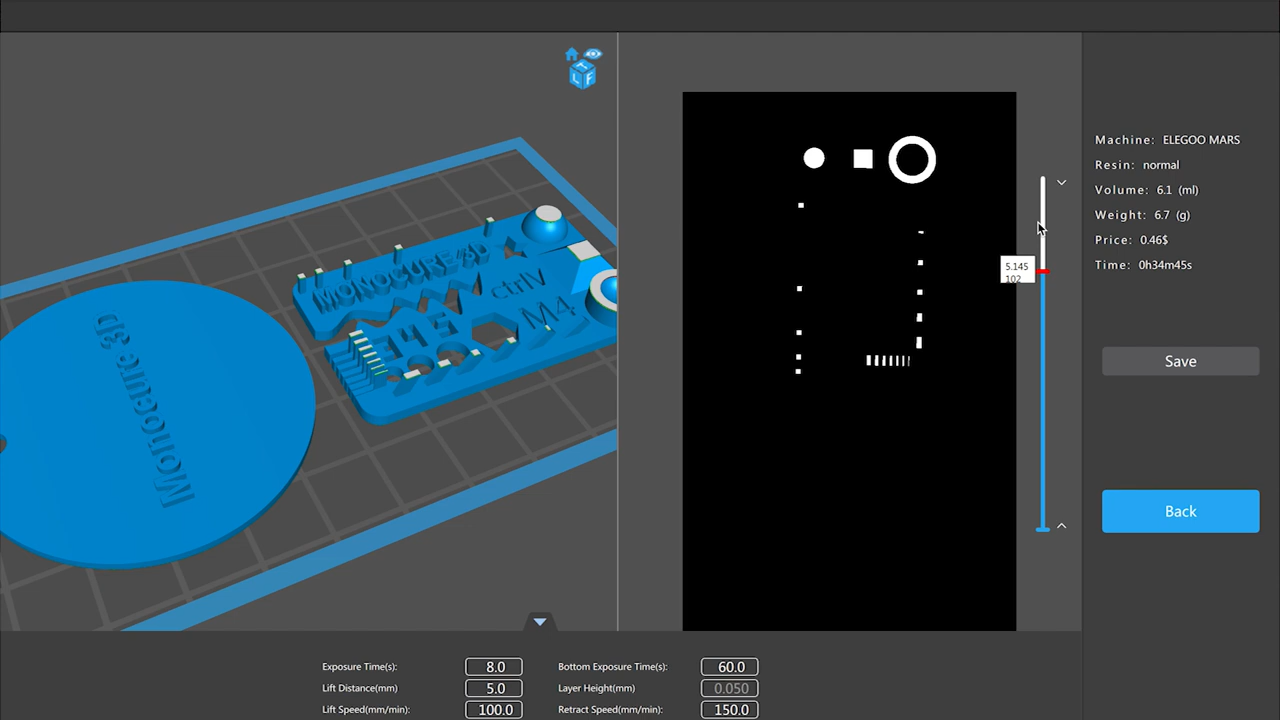 T
L F
MONOCURE 3D
ctrlV
M4
Monocure 3D
5.145
102
Machine: ELEGOO MARS
Resin: normal
Volume: 6.1 (ml)
Weight: 6.7 (g)
Price: 0.46$
Time: 0h34m45s
Save
Back
Exposure Time(s): 8.0 Bottom Exposure Time(s): 60.0
Lift Distance(mm) 5.0 Layer Height(mm) 0.050
Lift Speed(mm/min): 100.0 Retract Speed(mm/min): 150.0